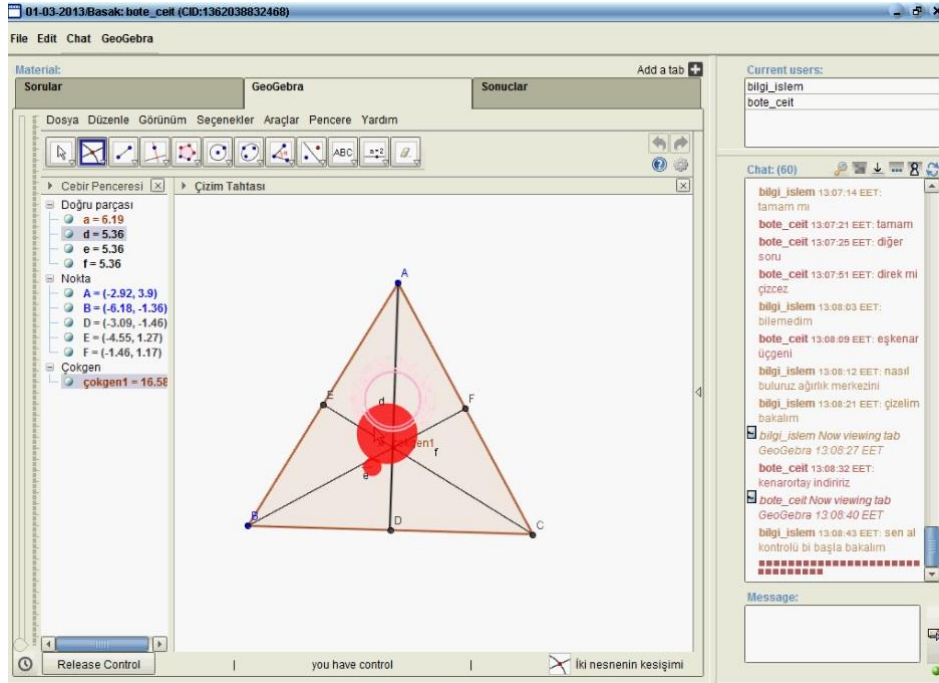 01-03-2013/Basak: bote_ceit (CID:1362038832468)
File Edit Chat GeoGebra
Material:
Add a tab
Sorular
GeoGebra
Sonuclar
Dosya Düzenle Görünüm Seçenekler Araçlar Pencere Yardım
ABC
a=2
Cebir Penceresi
Çizim Tahtası
Doğru parçası
a = 6.19
d = 5.36
e = 5.36
f = 5.36
Nokta
A = (-2.92, 3.9)
B = (-6.18, -1.36)
D = (-3.09, -1.46)
E = (-4.55, 1.27)
F = (-1.46, 1.17)
Çokgen
çokgen1 = 16.58
A
E
d
F
f
e
B
D
C
Release Control
you have control
İki nesnenin kesişimi
Current users:
bilgi_islem
bote_ceit
Chat: (60)
bilgi_islem 13:07:14 EET:
tamam mı
bote_ceit 13:07:21 EET: tamam
bote_ceit 13:07:25 EET: diğer
soru
bote_ceit 13:07:51 EET: direk mi
çizcez
bilgi_islem 13:08:03 EET:
bilemedim
bote_ceit 13:08:09 EET: eşkenar
üçgeni
bilgi_islem 13:08:12 EET: nasıl
buluruz ağırlık merkezini
bilgi_islem 13:08:21 EET: çizelim
bakalım
bilgi_islem Now viewing tab
GeoGebra 13:08:27 EET
bote_ceit 13:08:32 EET:
kenarortay indiririz
bote_ceit Now viewing tab
GeoGebra 13:08:40 EET
bilgi_islem 13:08:43 EET: sen al
kontrolü bi başla bakalım
Message: